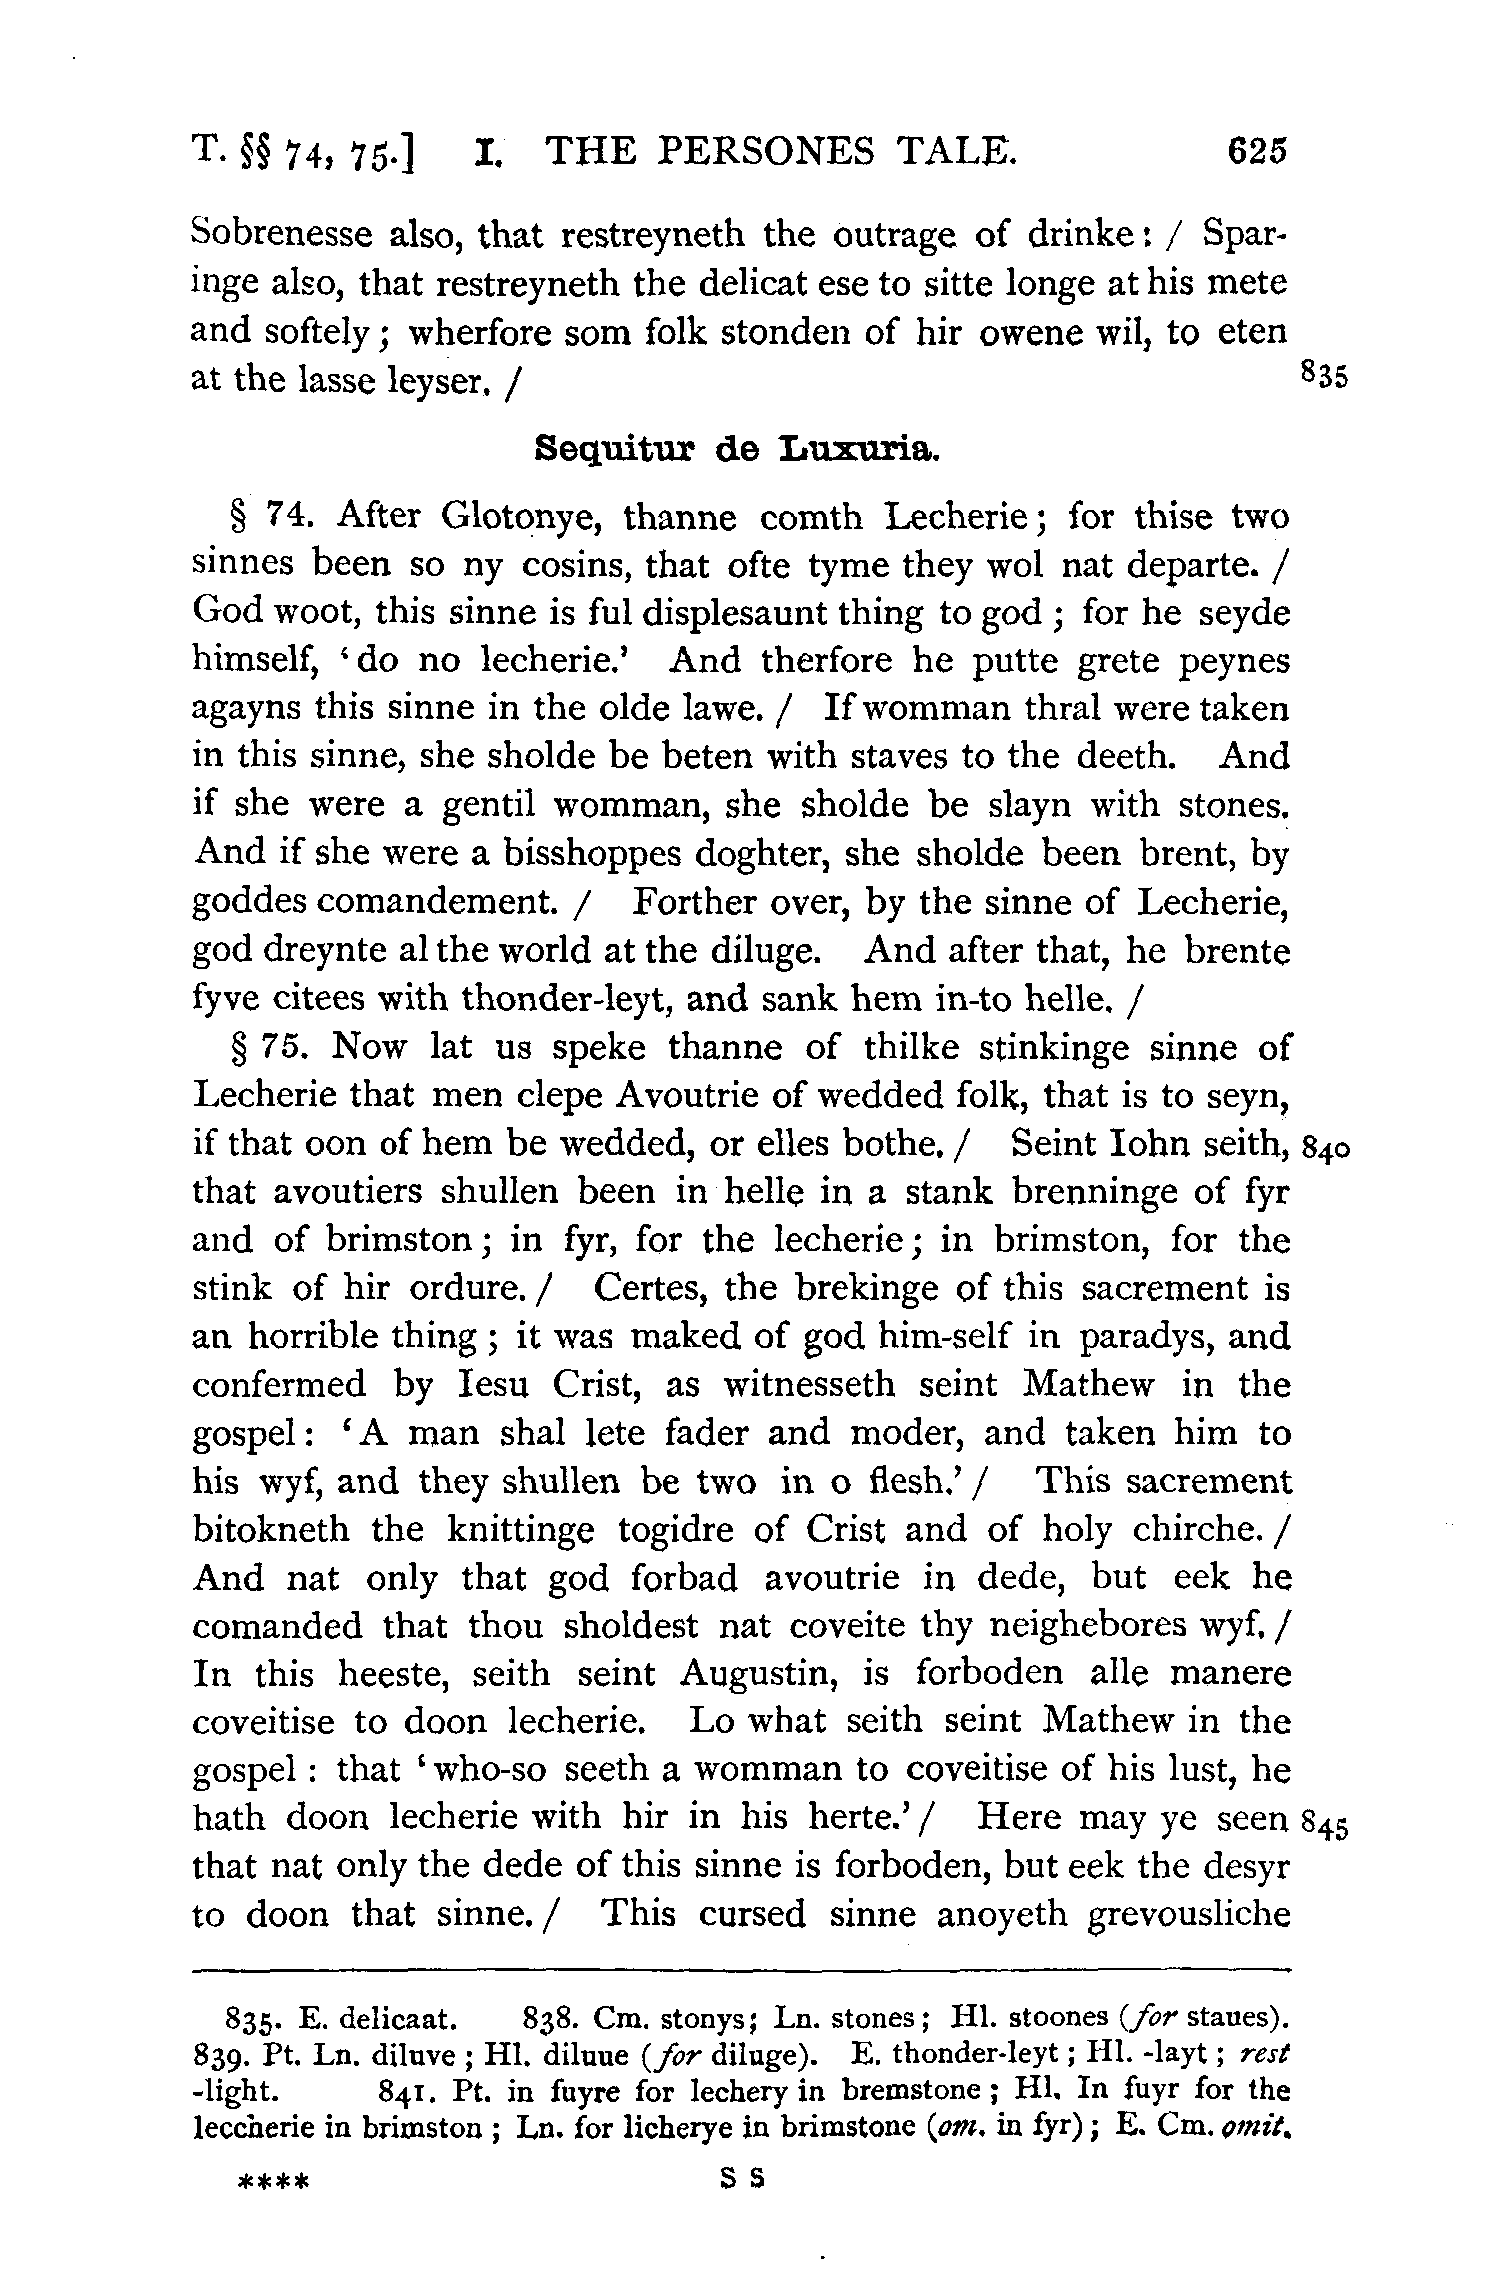 T. §§ 74, 75.] I. THE PERSONES TALE. 625
Sobrenesse also, that restreyneth the outrage of drinke: / Spar-
inge also, that restreyneth the delicat ese to sitte longe at his mete
and softely; wherfore som folk stonden of hir owene wil, to eten
at the lasse leyser. / 835
Sequitur de Luxuria.
§ 74. After Glotonye, thanne comth Lecherie; for thise two
sinnes been so ny cosins, that ofte tyme they wol nat departe. /
God woot, this sinne is ful displesaunt thing to god; for he seyde
himself, ‘do no lecherie.’ And therfore he putte grete peynes
agayns this sinne in the olde lawe. / If womman thral were taken
in this sinne, she sholde be beten with staves to the deeth. And
if she were a gentil womman, she sholde be slayn with stones.
And if she were a bisshoppes doghter, she sholde been brent, by
goddes comandement. / Forther over, by the sinne of Lecherie,
god dreynte al the world at the diluge. And after that, he brente
fyve citees with thonder-leyt, and sank hem in-to helle. /
§ 75. Now lat us speke thanne of thilke stinkinge sinne of
Lecherie that men clepe Avoutrie of wedded folk, that is to seyn,
if that oon of hem be wedded, or elles bothe. / Seint Iohn seith, 840
that avoutiers shullen been in helle in a stank brenninge of fyr
and of brimston; in fyr, for the lecherie; in brimston, for the
stink of hir ordure. / Certes, the brekinge of this sacrement is
an horrible thing; it was maked of god him-self in paradys, and
confermed by Iesu Crist, as witnesseth seint Mathew in the
gospel: ‘A man shal lete fader and moder, and taken him to
his wyf, and they shullen be two in o flesh.’ / This sacrement
bitokneth the knittinge togidre of Crist and of holy chirche. /
And nat only that god forbad avoutrie in dede, but eek he
comanded that thou sholdest nat coveite thy neighebores wyf. /
In this heeste, seith seint Augustin, is forboden alle manere
coveitise to doon lecherie. Lo what seith seint Mathew in the
gospel: that ‘who-so seeth a womman to coveitise of his lust, he
hath doon lecherie with hir in his herte.’ / Here may ye seen 845
that nat only the dede of this sinne is forboden, but eek the desyr
to doon that sinne. / This cursed sinne anoyeth grevousliche
835. E. delicaat. 838. Cm. stonys; Ln. stones; Hl. stoones (for staues).
839. Pt. Ln. diluve; Hl. diluue (for diluge). E. thonder-leyt; Hl. -layt; rest
-light. 841. Pt. in fuyre for lechery in bremstone; Hl. In fuyr for the
leccherie in brimston; Ln. for licherye in brimstone (om. in fyr); E. Cm. omit.
**** S S